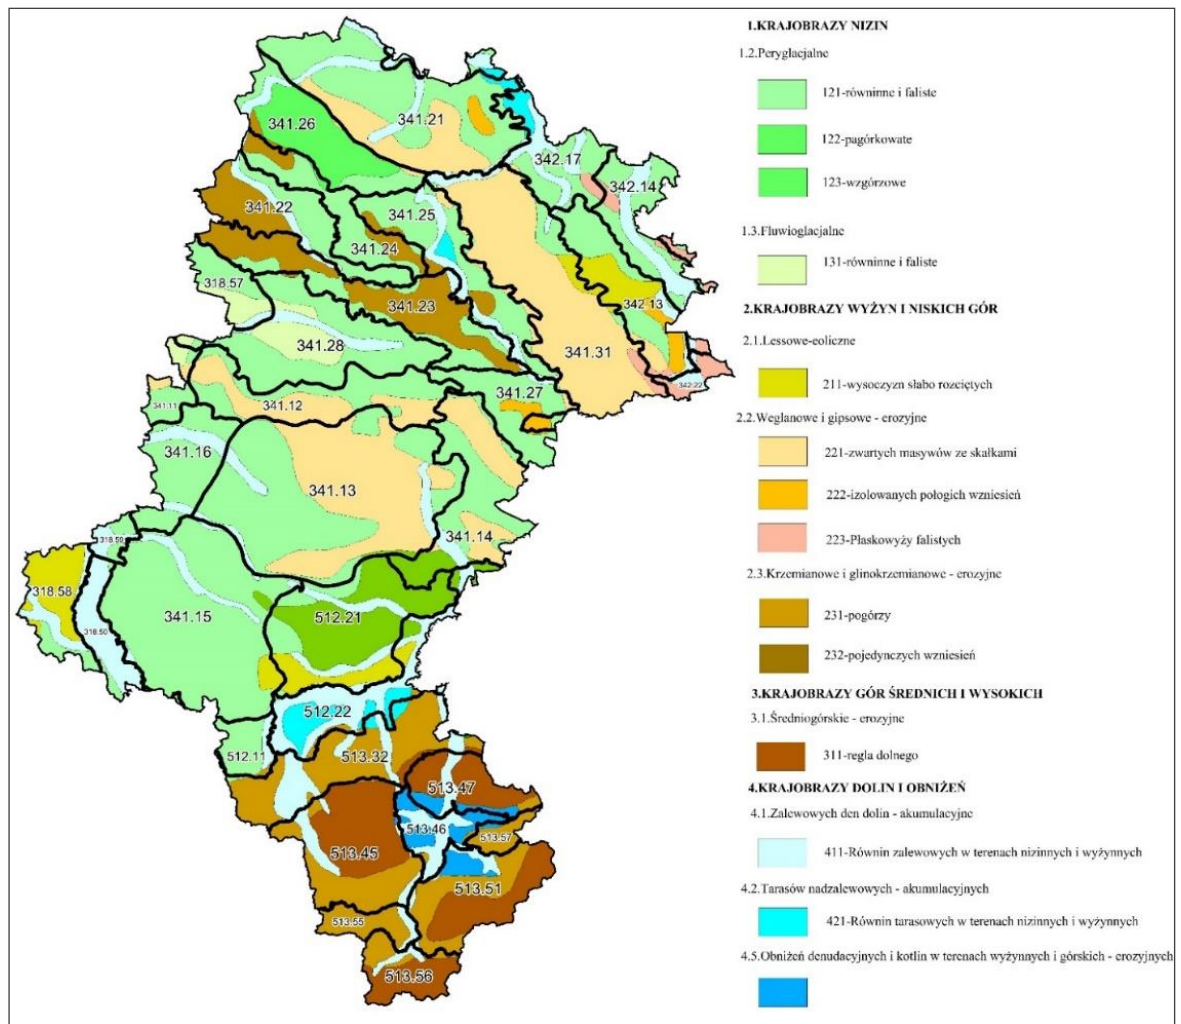 1.KRAJOBRAZY NIZIN
1.2.Peryglacjalne
121-równinne i faliste
122-pagórkowate
123-wzgórzowe
1.3.Fluwioglacjalne
131-równinne i faliste
2.KRAJOBRAZY WYŻYN I NISKICH GÓR
2.1.Lessowe-eoliczne
211-wysoczyzn słabo rozciętych
2.2.Węglanowe i gipsowe - erozyjne
221-zwartych masywów ze skałkami
222-izolowanych połogich wzniesień
223-Płaskowyży falistych
2.3.Krzemianowe i glinokrzemianowe - erozyjne
231-pogórzy
232-pojedynczych wzniesień
3.KRAJOBRAZY GÓR ŚREDNICH I WYSOKICH
3.1.Średniogórskie - erozyjne
311-regla dolnego
4.KRAJOBRAZY DOLIN I OBNIŻEŃ
4.1.Zalewowych den dolin - akumulacyjne
411-Równin zalewowych w terenach nizinnych i wyżynnych
4.2.Tarasów nadzalewowych - akumulacyjnych
421-Równin tarasowych w terenach nizinnych i wyżynnych
4.5.Obniżeń denudacyjnych i kotlin w terenach wyżynnych i górskich - erozyjnych
341.26
341.21
342.17
342.14
341.22
341.25
341.24
318.57
341.23
342.13
341.28
341.31
342.22
341.27
341.11
341.12
341.16
341.13
341.14
318.59
318.58
341.15
512.21
318.50
512.22
512.11
513.32
513.47
513.46
513.57
513.45
513.51
513.55
513.56